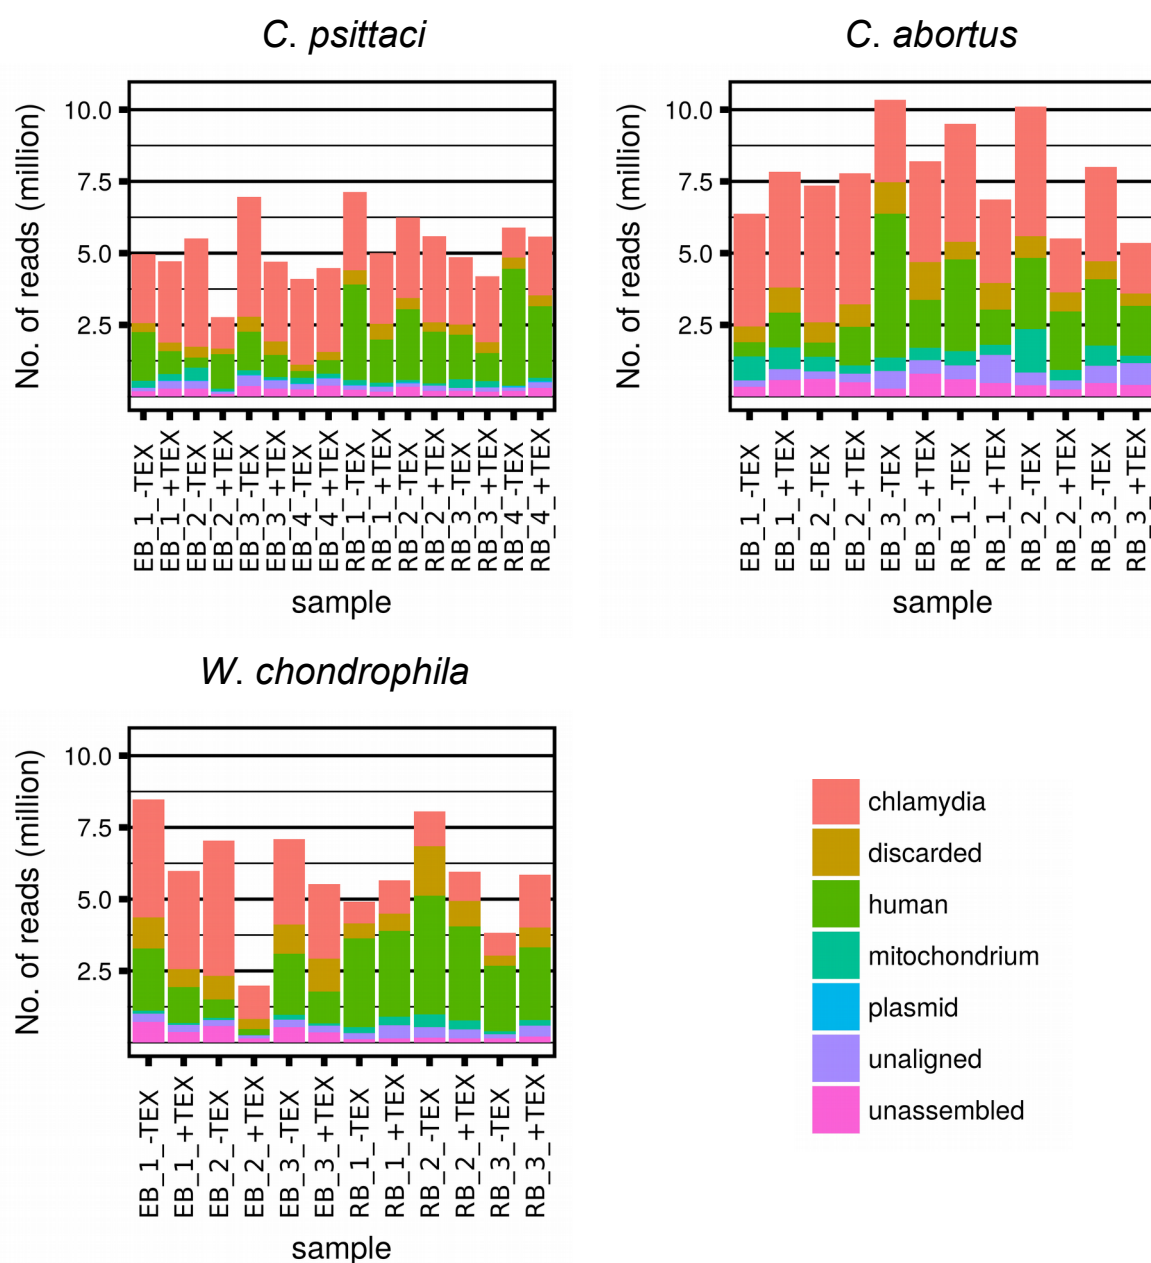 C. psittaci
No. of reads (million)
10.0
7.5
5.0
2.5
EB_1_-TEX
EB_1_+TEX
EB_2_-TEX
EB_2_+TEX
EB_3_-TEX
EB_3_+TEX
EB_4_-TEX
EB_4_+TEX
RB_1_-TEX
RB_1_+TEX
RB_2_-TEX
RB_2_+TEX
RB_3_-TEX
RB_3_+TEX
RB_4_-TEX
RB_4_+TEX
sample
C. abortus
No. of reads (million)
10.0
7.5
5.0
2.5
EB_1_-TEX
EB_1_+TEX
EB_2_-TEX
EB_2_+TEX
EB_3_-TEX
EB_3_+TEX
RB_1_-TEX
RB_1_+TEX
RB_2_-TEX
RB_2_+TEX
RB_3_-TEX
RB_3_+TEX
sample
W. chondrophila
No. of reads (million)
10.0
7.5
5.0
2.5
EB_1_-TEX
EB_1_+TEX
EB_2_-TEX
EB_2_+TEX
EB_3_-TEX
EB_3_+TEX
RB_1_-TEX
RB_1_+TEX
RB_2_-TEX
RB_2_+TEX
RB_3_-TEX
RB_3_+TEX
sample
chlamydia
discarded
human
mitochondrium
plasmid
unaligned
unassembled